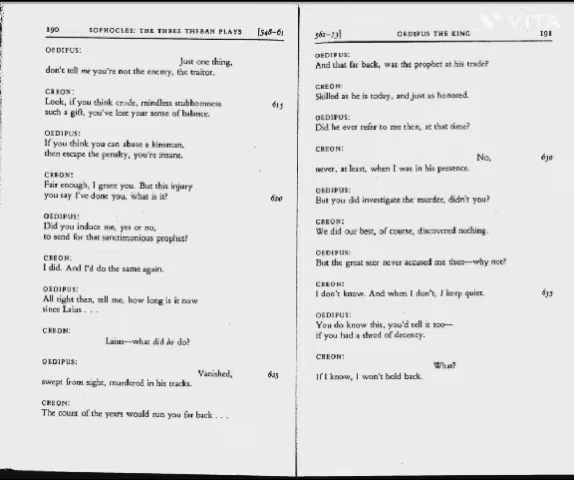 190 SOPHOCLES: THE THREE THEBAN PLAYS [548–61
OEDIPUS:
Just one thing,
don't tell me you're not the enemy, the traitor.
CREON:
Look, if you think crude, mindless stubbornness 615
such a gift, you've lost your sense of balance.
OEDIPUS:
If you think you can abuse a kinsman,
then escape the penalty, you're insane.
CREON:
Fair enough, I grant you. But this injury
you say I've done you, what is it? 620
OEDIPUS:
Did you induce me, yes or no,
to send for that sanctimonious prophet?
CREON:
I did. And I'd do the same again.
OEDIPUS:
All right then, tell me, how long is it now
since Laius . . .
CREON:
Laius—what did he do?
OEDIPUS:
Vanished, 625
swept from sight, murdered in his tracks.
CREON:
The count of the years would run you far back . . .
VITA
562–73] OEDIPUS THE KING 191
OEDIPUS:
And that far back, was the prophet at his trade?
CREON:
Skilled as he is today, and just as honored.
OEDIPUS:
Did he ever refer to me then, at that time?
CREON:
No, 630
never, at least, when I was in his presence.
OEDIPUS:
But you did investigate the murder, didn't you?
CREON:
We did our best, of course, discovered nothing.
OEDIPUS:
But the great seer never accused me then—why not?
CREON:
I don't know. And when I don't, I keep quiet. 635
OEDIPUS:
You do know this, you'd tell it too—
if you had a shred of decency.
CREON:
What?
If I know, I won't hold back.